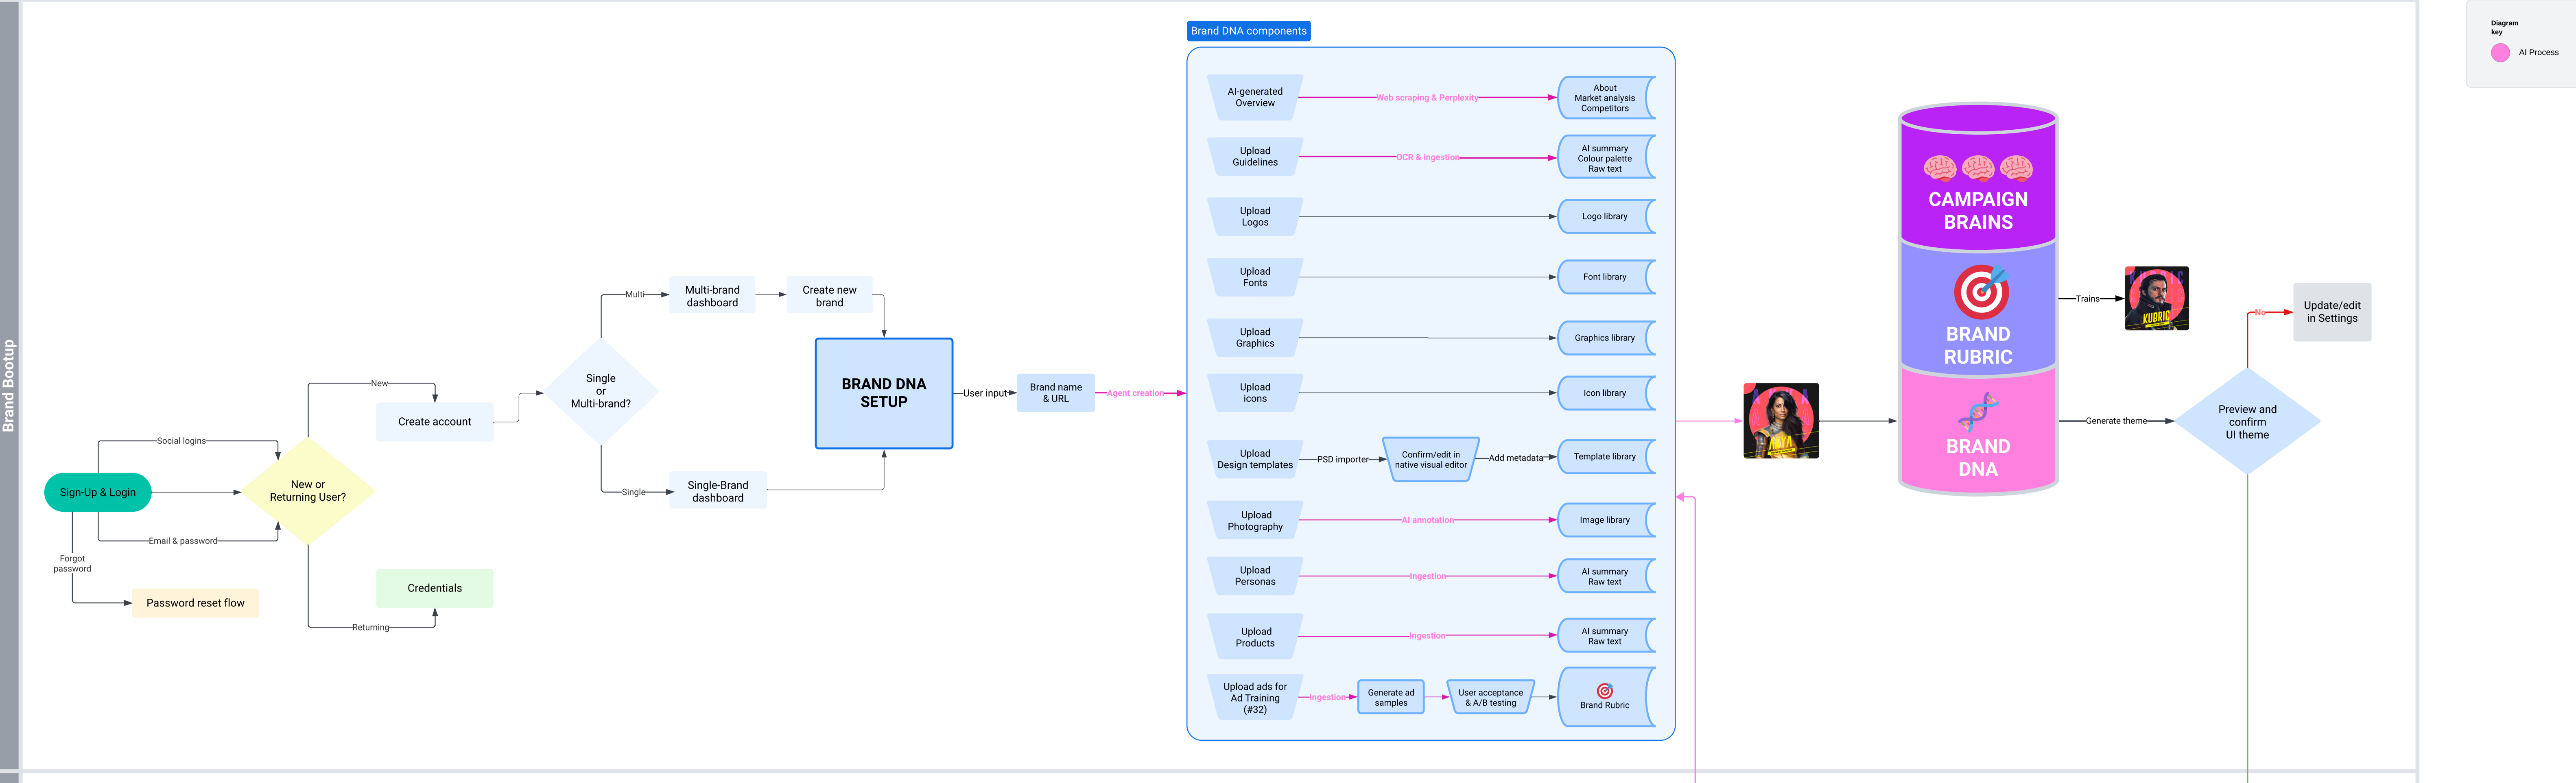 Brand Bootup
Sign-Up & Login
Social logins
Email & password
Forgot
password
Password reset flow
New or
Returning User?
New
Returning
Create account
Credentials
Single
or
Multi-brand?
Multi
Single
Multi-brand
dashboard
Create new
brand
Single-Brand
dashboard
BRAND DNA
SETUP
User input
Brand name
& URL
Agent creation
Brand DNA components
AI-generated
Overview
Web scraping & Perplexity
About
Market analysis
Competitors
Upload
Guidelines
OCR & ingestion
AI summary
Colour palette
Raw text
Upload
Logos
Logo library
Upload
Fonts
Font library
Upload
Graphics
Graphics library
Upload
icons
Icon library
Upload
Design templates
PSD importer
Confirm/edit in
native visual editor
Add metadata
Template library
Upload
Photography
AI annotation
Image library
Upload
Personas
Ingestion
AI summary
Raw text
Upload
Products
Ingestion
AI summary
Raw text
Upload ads for
Ad Training
(#32)
Ingestion
Generate ad
samples
User acceptance
& A/B testing
Brand Rubric
CAMPAIGN
BRAINS
BRAND
RUBRIC
BRAND
DNA
Trains
KUBRIC
Generate theme
Preview and
confirm
UI theme
No
Update/edit
in Settings
Diagram
key
AI Process